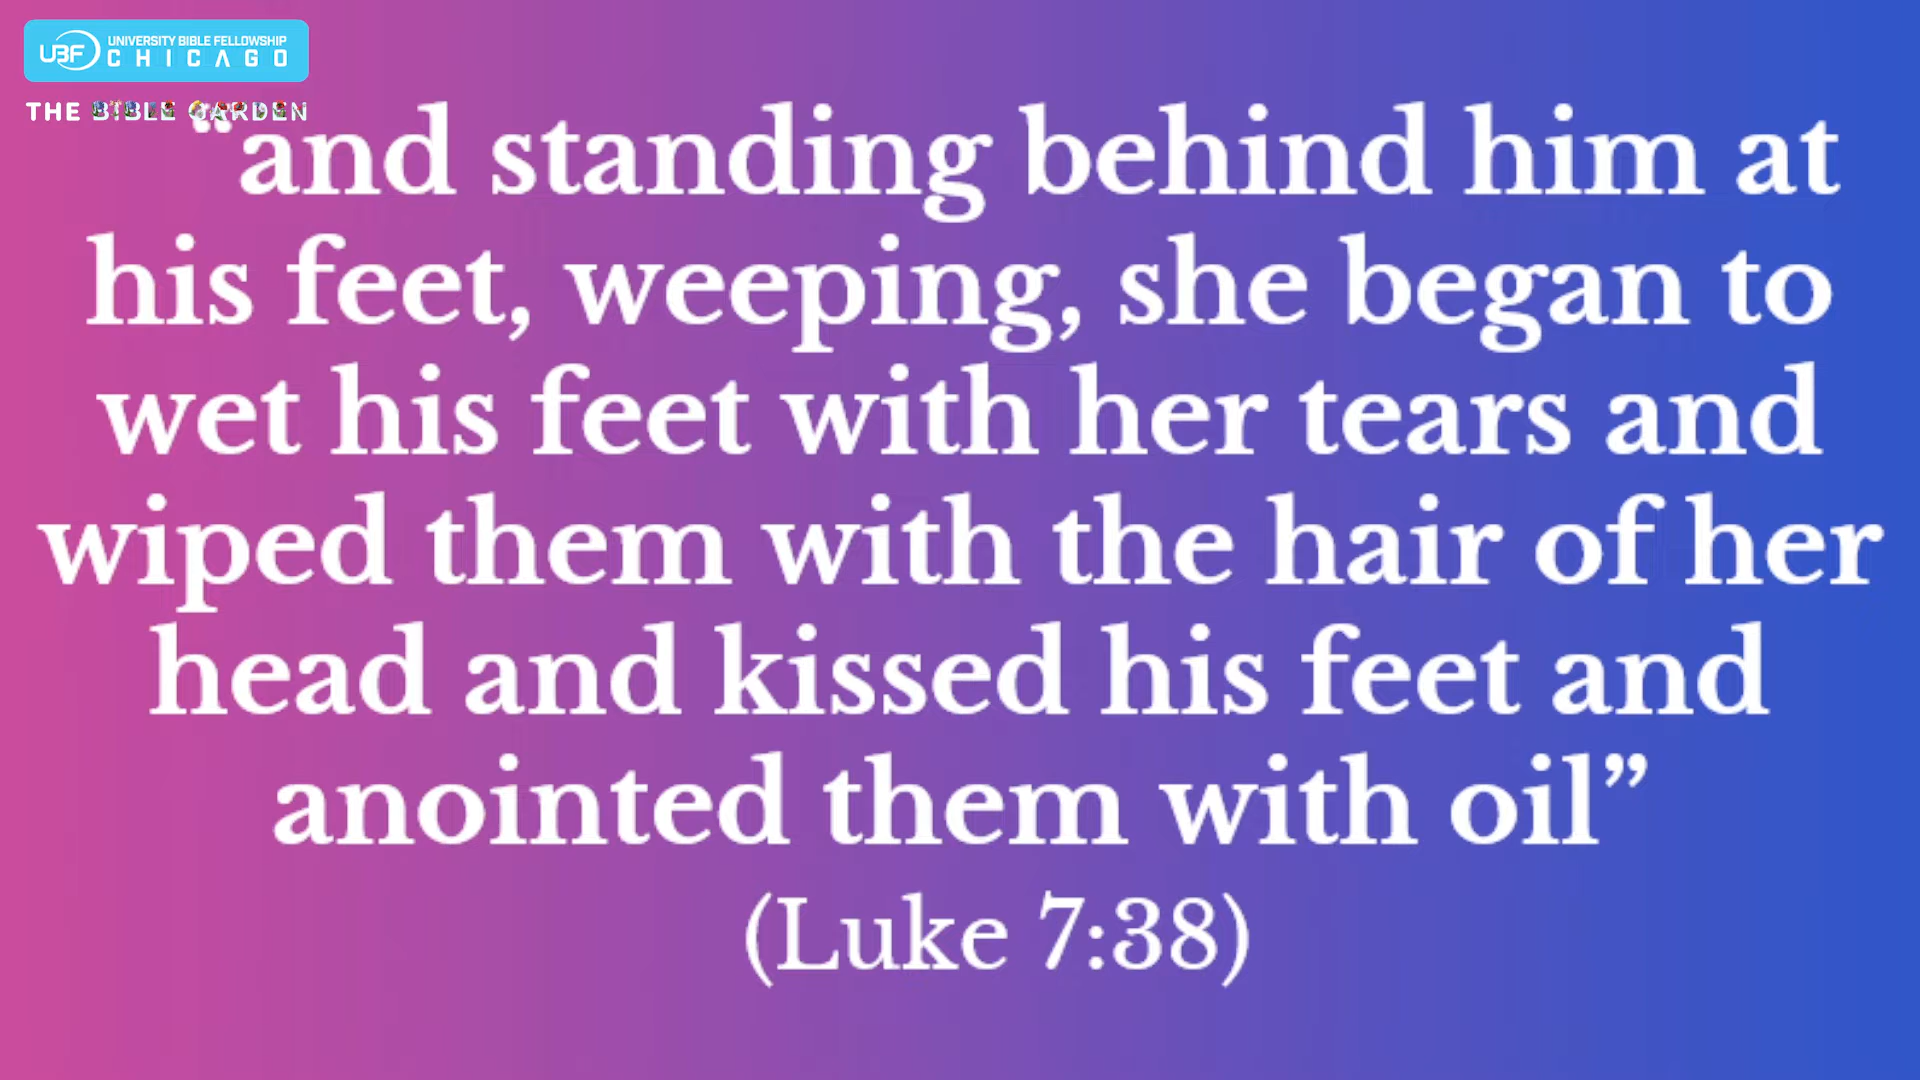 UBF UNIVERSITY BIBLE FELLOWSHIP
CHICAGO
THE BIBLE GARDEN
“and standing behind him at
his feet, weeping, she began to
wet his feet with her tears and
wiped them with the hair of her
head and kissed his feet and
anointed them with oil”
(Luke 7:38)